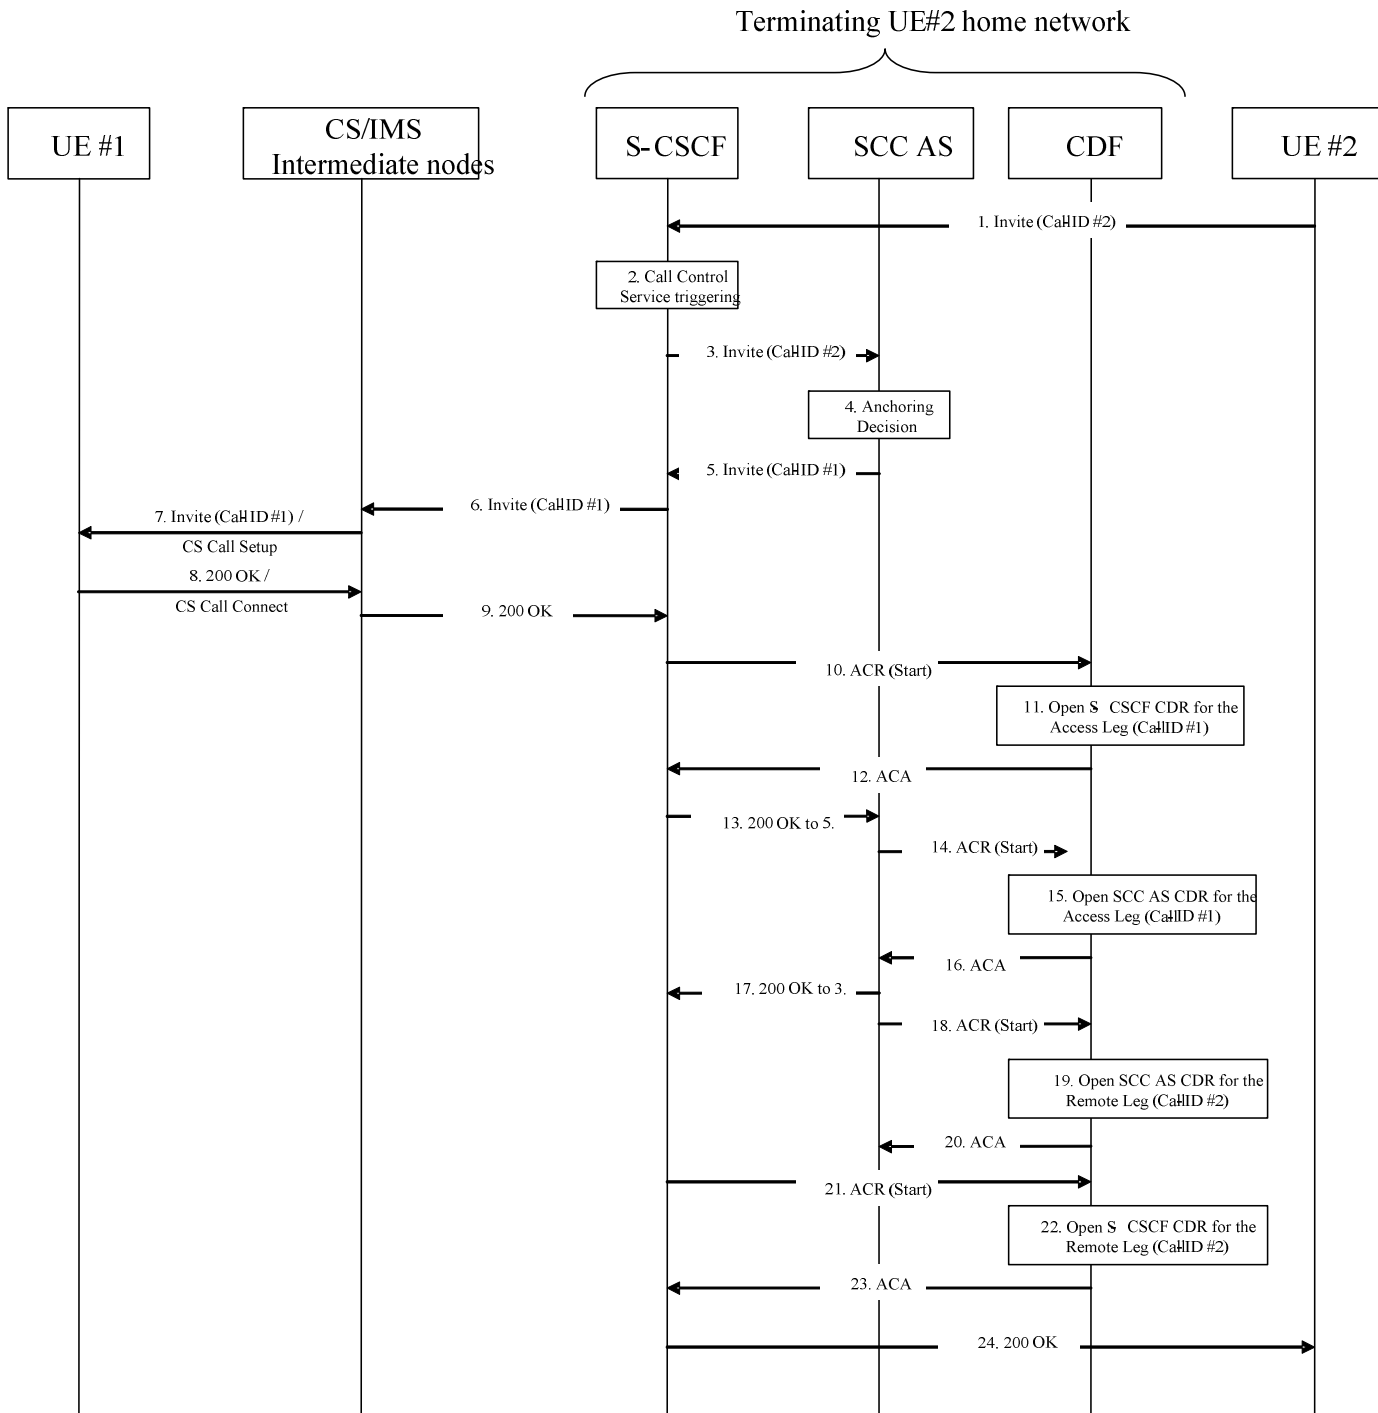 Terminating UE#2 home network
UE #1
CS/IMS
Intermediate nodes
S-CSCF
SCC AS
CDF
UE #2
1. Invite (Call-ID #2)
2. Call Control
Service triggering
3. Invite (Call-ID #2)
4. Anchoring
Decision
5. Invite (Call-ID #1)
6. Invite (Call-ID #1)
7. Invite (Call-ID #1) /
CS Call Setup
8. 200 OK /
CS Call Connect
9. 200 OK
10. ACR (Start)
11. Open S-CSCF CDR for the
Access Leg (Call-ID #1)
12. ACA
13. 200 OK to 5.
14. ACR (Start)
15. Open SCC AS CDR for the
Access Leg (Call-ID #1)
16. ACA
17. 200 OK to 3.
18. ACR (Start)
19. Open SCC AS CDR for the
Remote Leg (Call-ID #2)
20. ACA
21. ACR (Start)
22. Open S-CSCF CDR for the
Remote Leg (Call-ID #2)
23. ACA
24. 200 OK